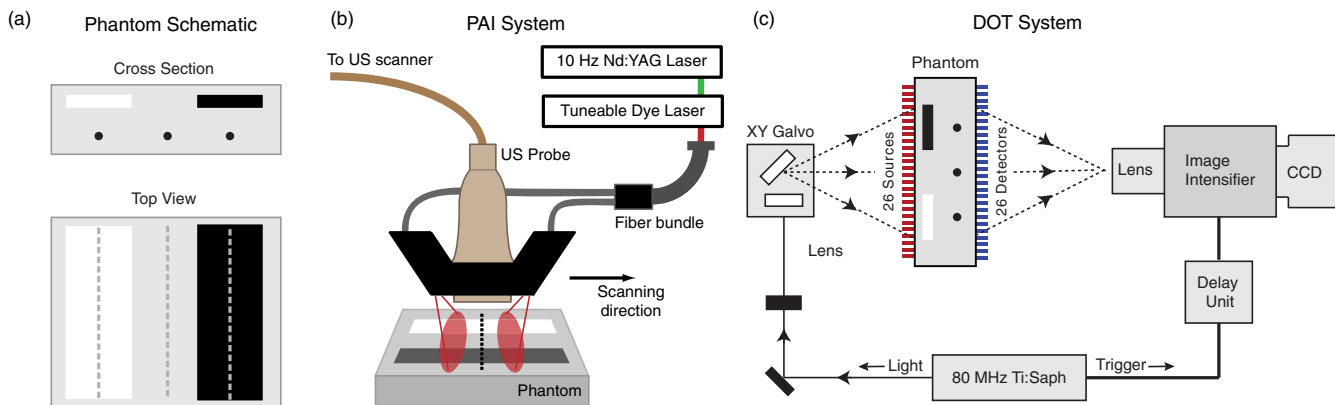 (a)
Phantom Schematic
Cross Section
Top View
(b)
PAI System
To US scanner
10 Hz Nd:YAG Laser
Tuneable Dye Laser
US Probe
Fiber bundle
Scanning
direction
Phantom
(c)
DOT System
Phantom
XY Galvo
26 Sources
26 Detectors
Lens
Image
Intensifier
CCD
Lens
Delay
Unit
Light
80 MHz Ti:Saph
Trigger